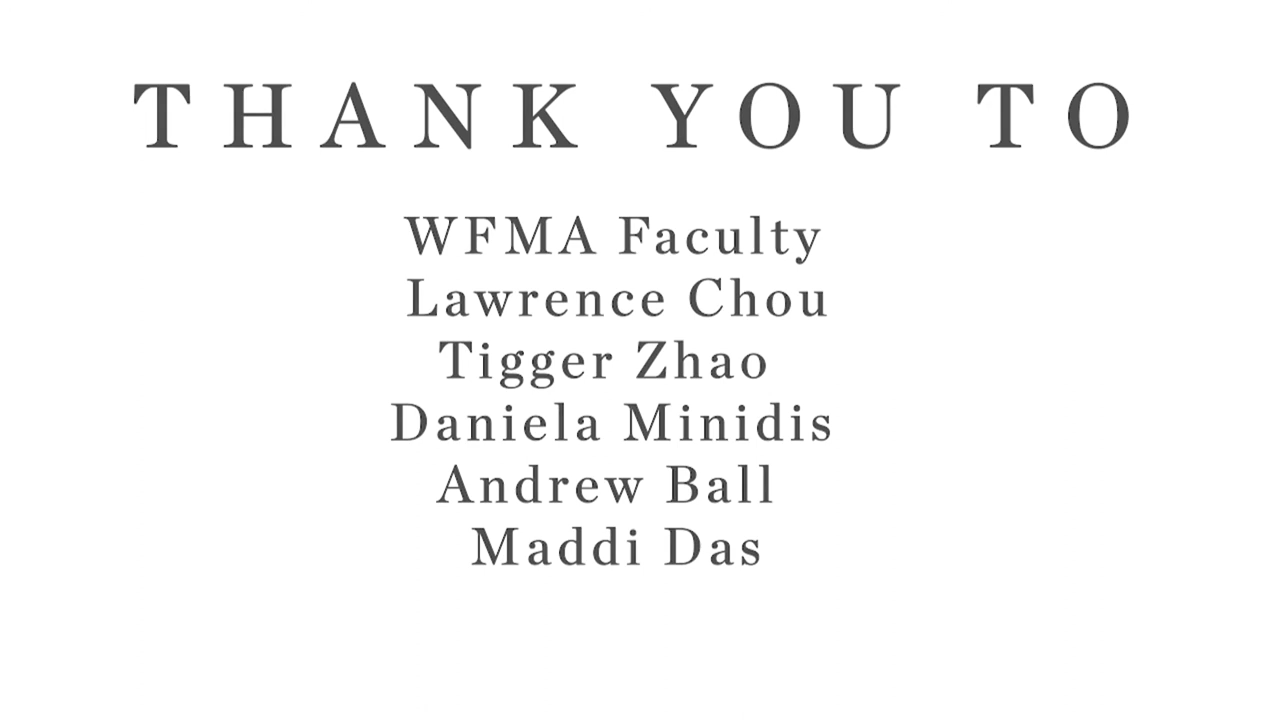 THANK YOU TO
WFMA Faculty
Lawrence Chou
Tigger Zhao
Daniela Minidis
Andrew Ball
Maddi Das